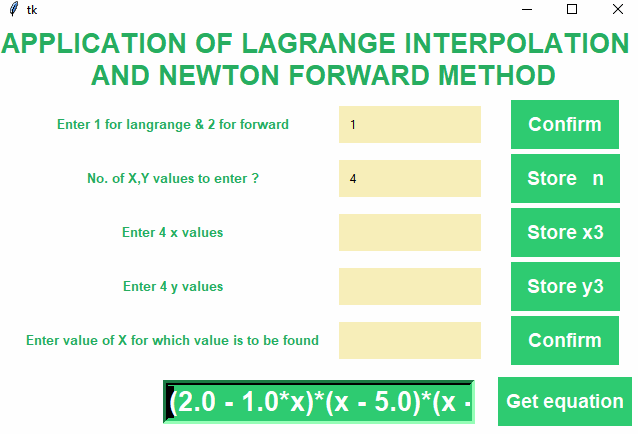 tk
APPLICATION OF LAGRANGE INTERPOLATION
AND NEWTON FORWARD METHOD
Enter 1 for langrange & 2 for forward
1
Confirm
No. of X,Y values to enter ?
4
Store n
Enter 4 x values
Store x3
Enter 4 y values
Store y3
Enter value of X for which value is to be found
Confirm
(2.0 - 1.0*x)*(x - 5.0)*(x -
Get equation